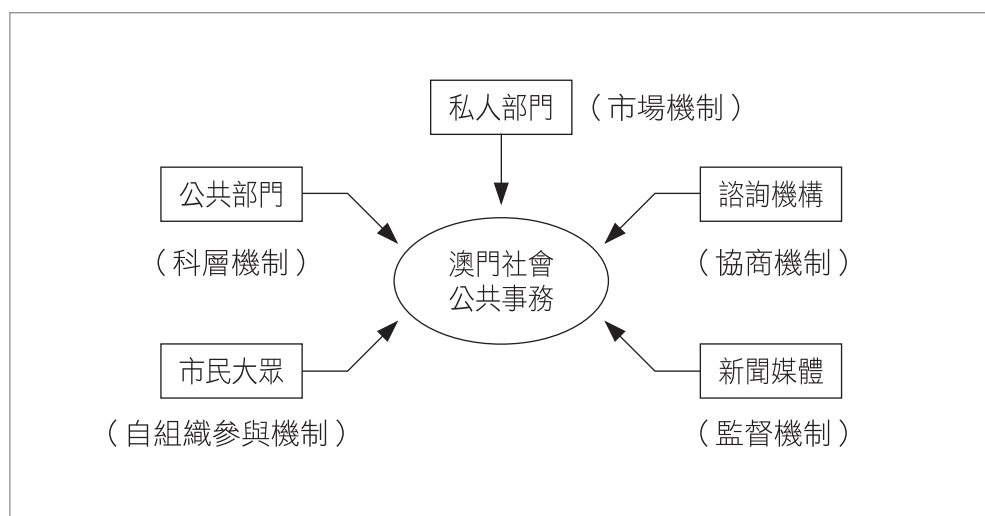 私人部門
（市場機制）
公共部門
諮詢機構
（科層機制）
澳門社會
公共事務
（協商機制）
市民大眾
新聞媒體
（自組織參與機制）
（監督機制）